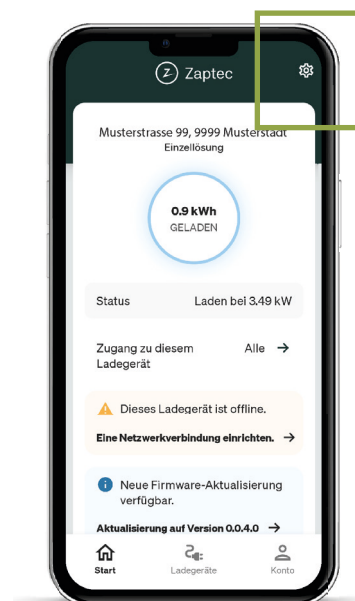 Zaptec
Musterstrasse 99, 9999 Musterstadt
Einzellösung
0.9 kWh
GELADEN
Status Laden bei 3.49 kW
Zugang zu diesem Alle →
Ladegerät
Dieses Ladegerät ist offline.
Eine Netzwerkverbindung einrichten. →
Neue Firmware-Aktualisierung
verfügbar.
Aktualisierung auf Version 0.0.4.0 →
Start Ladegeräte Konto